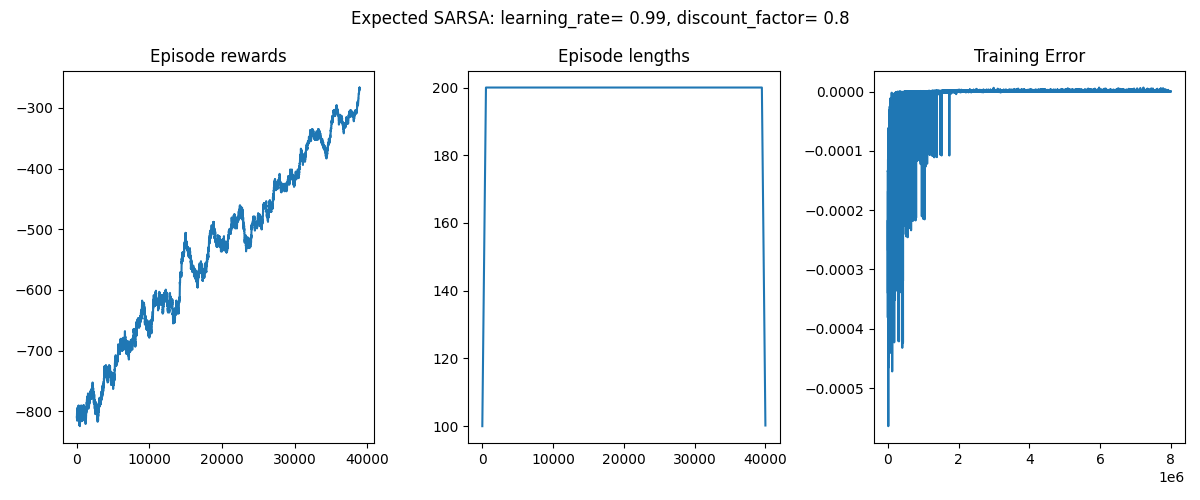 Expected SARSA: learning_rate= 0.99, discount_factor= 0.8
Episode rewards
−300
−400
−500
−600
−700
−800
0 10000 20000 30000 40000
Episode lengths
200
180
160
140
120
100
0 10000 20000 30000 40000
Training Error
0.0000
−0.0001
−0.0002
−0.0003
−0.0004
−0.0005
0 2 4 6 8
1e6